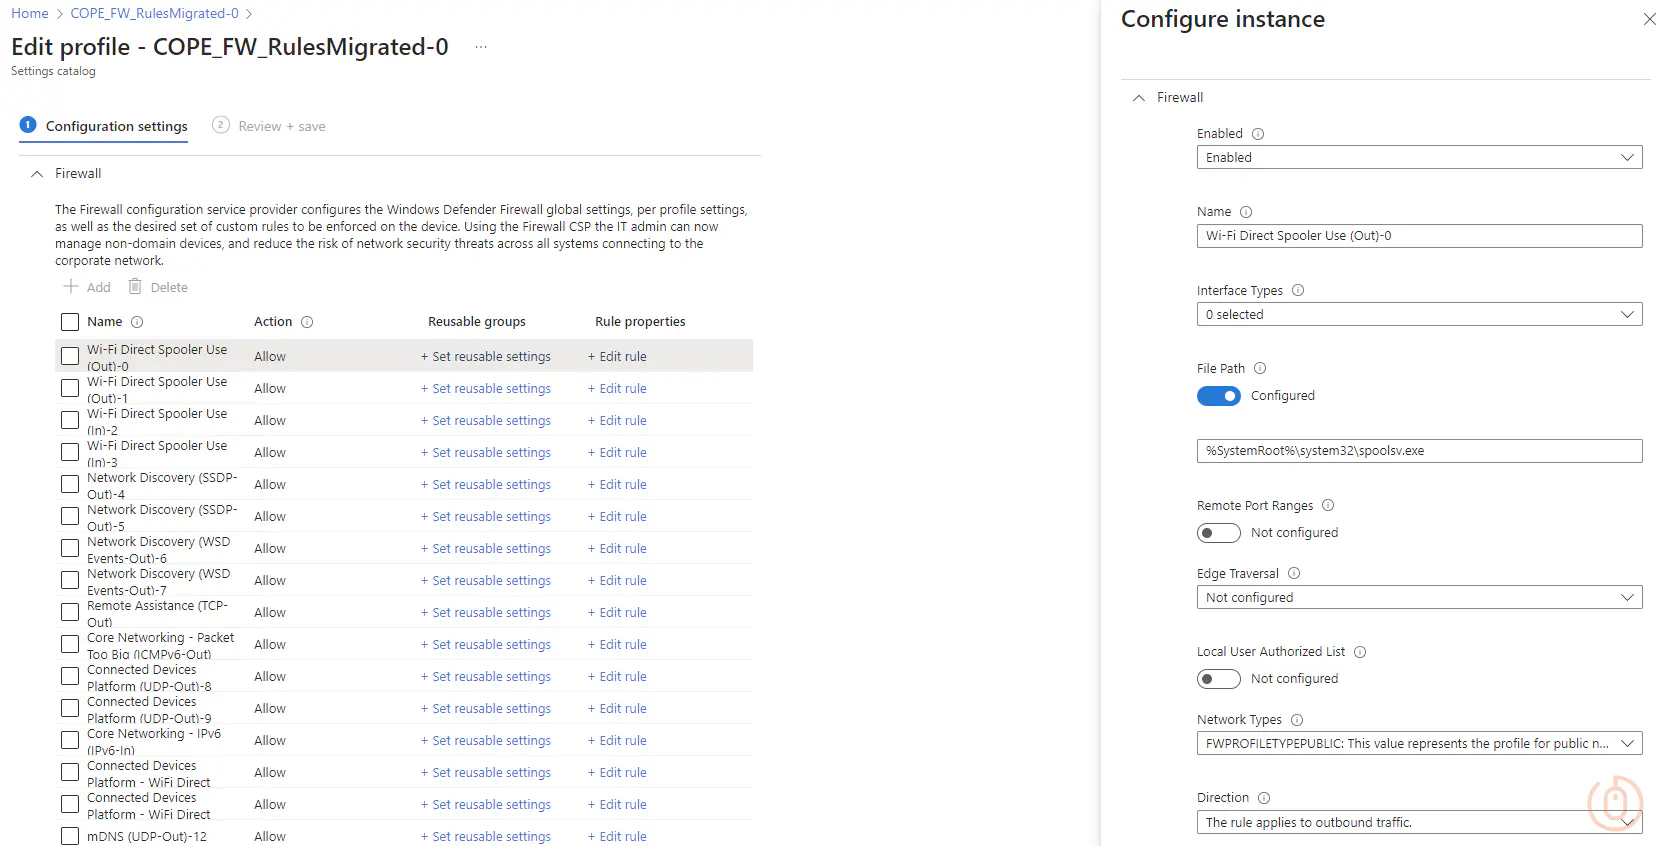 Home > COPE_FW_RulesMigrated-0 >
Edit profile - COPE_FW_RulesMigrated-0 ...
Settings catalog
1 Configuration settings 2 Review + save
Firewall
The Firewall configuration service provider configures the Windows Defender Firewall global settings, per profile settings,
as well as the desired set of custom rules to be enforced on the device. Using the Firewall CSP the IT admin can now
manage non-domain devices, and reduce the risk of network security threats across all systems connecting to the
corporate network.
+ Add Delete
Name Action Reusable groups Rule properties
Wi-Fi Direct Spooler Use
(Out)-0
Allow + Set reusable settings + Edit rule
Wi-Fi Direct Spooler Use
(Out)-1
Allow + Set reusable settings + Edit rule
Wi-Fi Direct Spooler Use
(In)-2
Allow + Set reusable settings + Edit rule
Wi-Fi Direct Spooler Use
(In)-3
Allow + Set reusable settings + Edit rule
Network Discovery (SSDP-
Out)-4
Allow + Set reusable settings + Edit rule
Network Discovery (SSDP-
Out)-5
Allow + Set reusable settings + Edit rule
Network Discovery (WSD
Events-Out)-6
Allow + Set reusable settings + Edit rule
Network Discovery (WSD
Events-Out)-7
Allow + Set reusable settings + Edit rule
Remote Assistance (TCP-
Out)
Allow + Set reusable settings + Edit rule
Core Networking - Packet
Too Big (ICMPv6-Out)
Allow + Set reusable settings + Edit rule
Connected Devices
Platform (UDP-Out)-8
Allow + Set reusable settings + Edit rule
Connected Devices
Platform (UDP-Out)-9
Allow + Set reusable settings + Edit rule
Core Networking - IPv6
(IPv6-In)
Allow + Set reusable settings + Edit rule
Connected Devices
Platform - WiFi Direct
Allow + Set reusable settings + Edit rule
Connected Devices
Platform - WiFi Direct
Allow + Set reusable settings + Edit rule
mDNS (UDP-Out)-12 Allow + Set reusable settings + Edit rule
Configure instance
Firewall
Enabled
Enabled
Name
Wi-Fi Direct Spooler Use (Out)-0
Interface Types
0 selected
File Path
Configured
%SystemRoot%\system32\spoolsv.exe
Remote Port Ranges
Not configured
Edge Traversal
Not configured
Local User Authorized List
Not configured
Network Types
FWPROFILETYPEPUBLIC: This value represents the profile for public n...
Direction
The rule applies to outbound traffic.